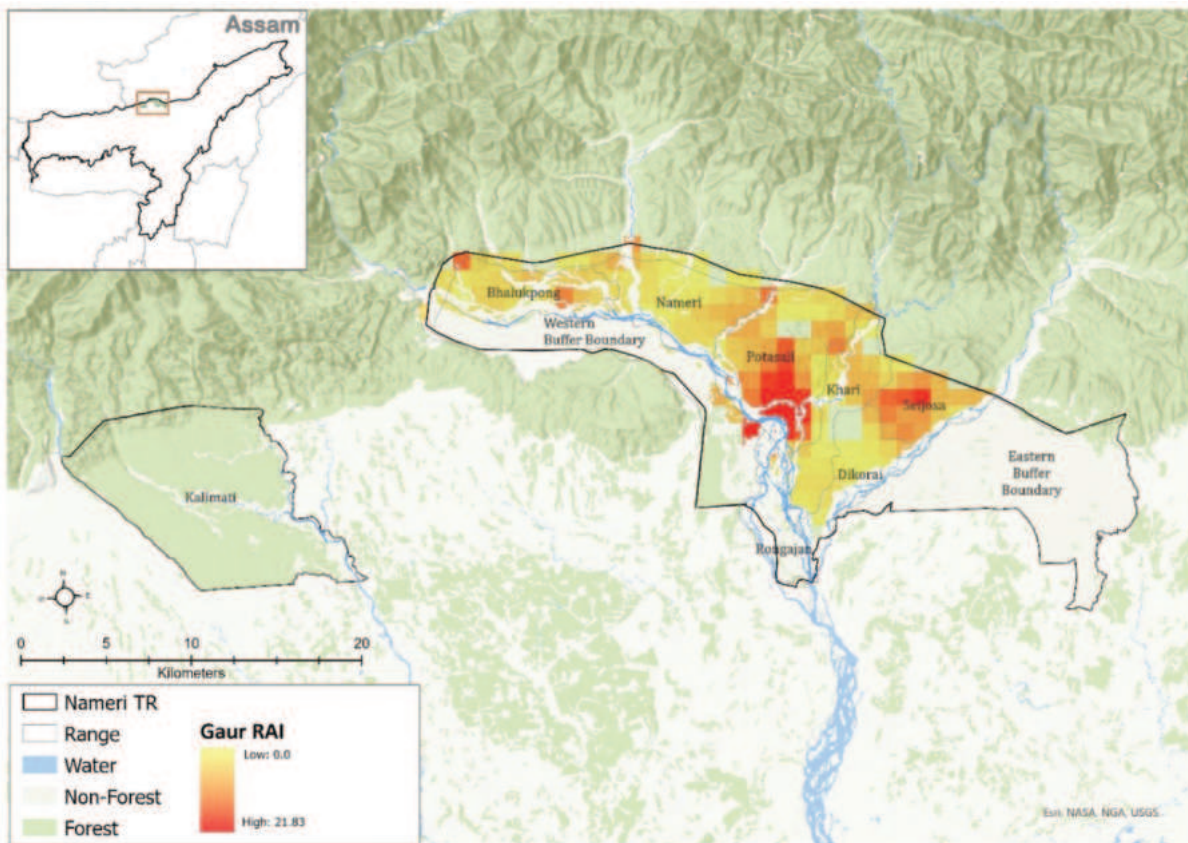 Assam
Bhalukpong
Nameri
Western
Buffer Boundary
Potasali
Khari
Seijosa
Eastern
Buffer
Boundary
Dikorai
Kalimati
Rongajan
N
E
S
0 5 10 20
Kilometers
Nameri TR
Range
Water
Non-Forest
Forest
Gaur RAI
Low: 0.0
High: 21.83
Esri, NASA, NGA, USGS